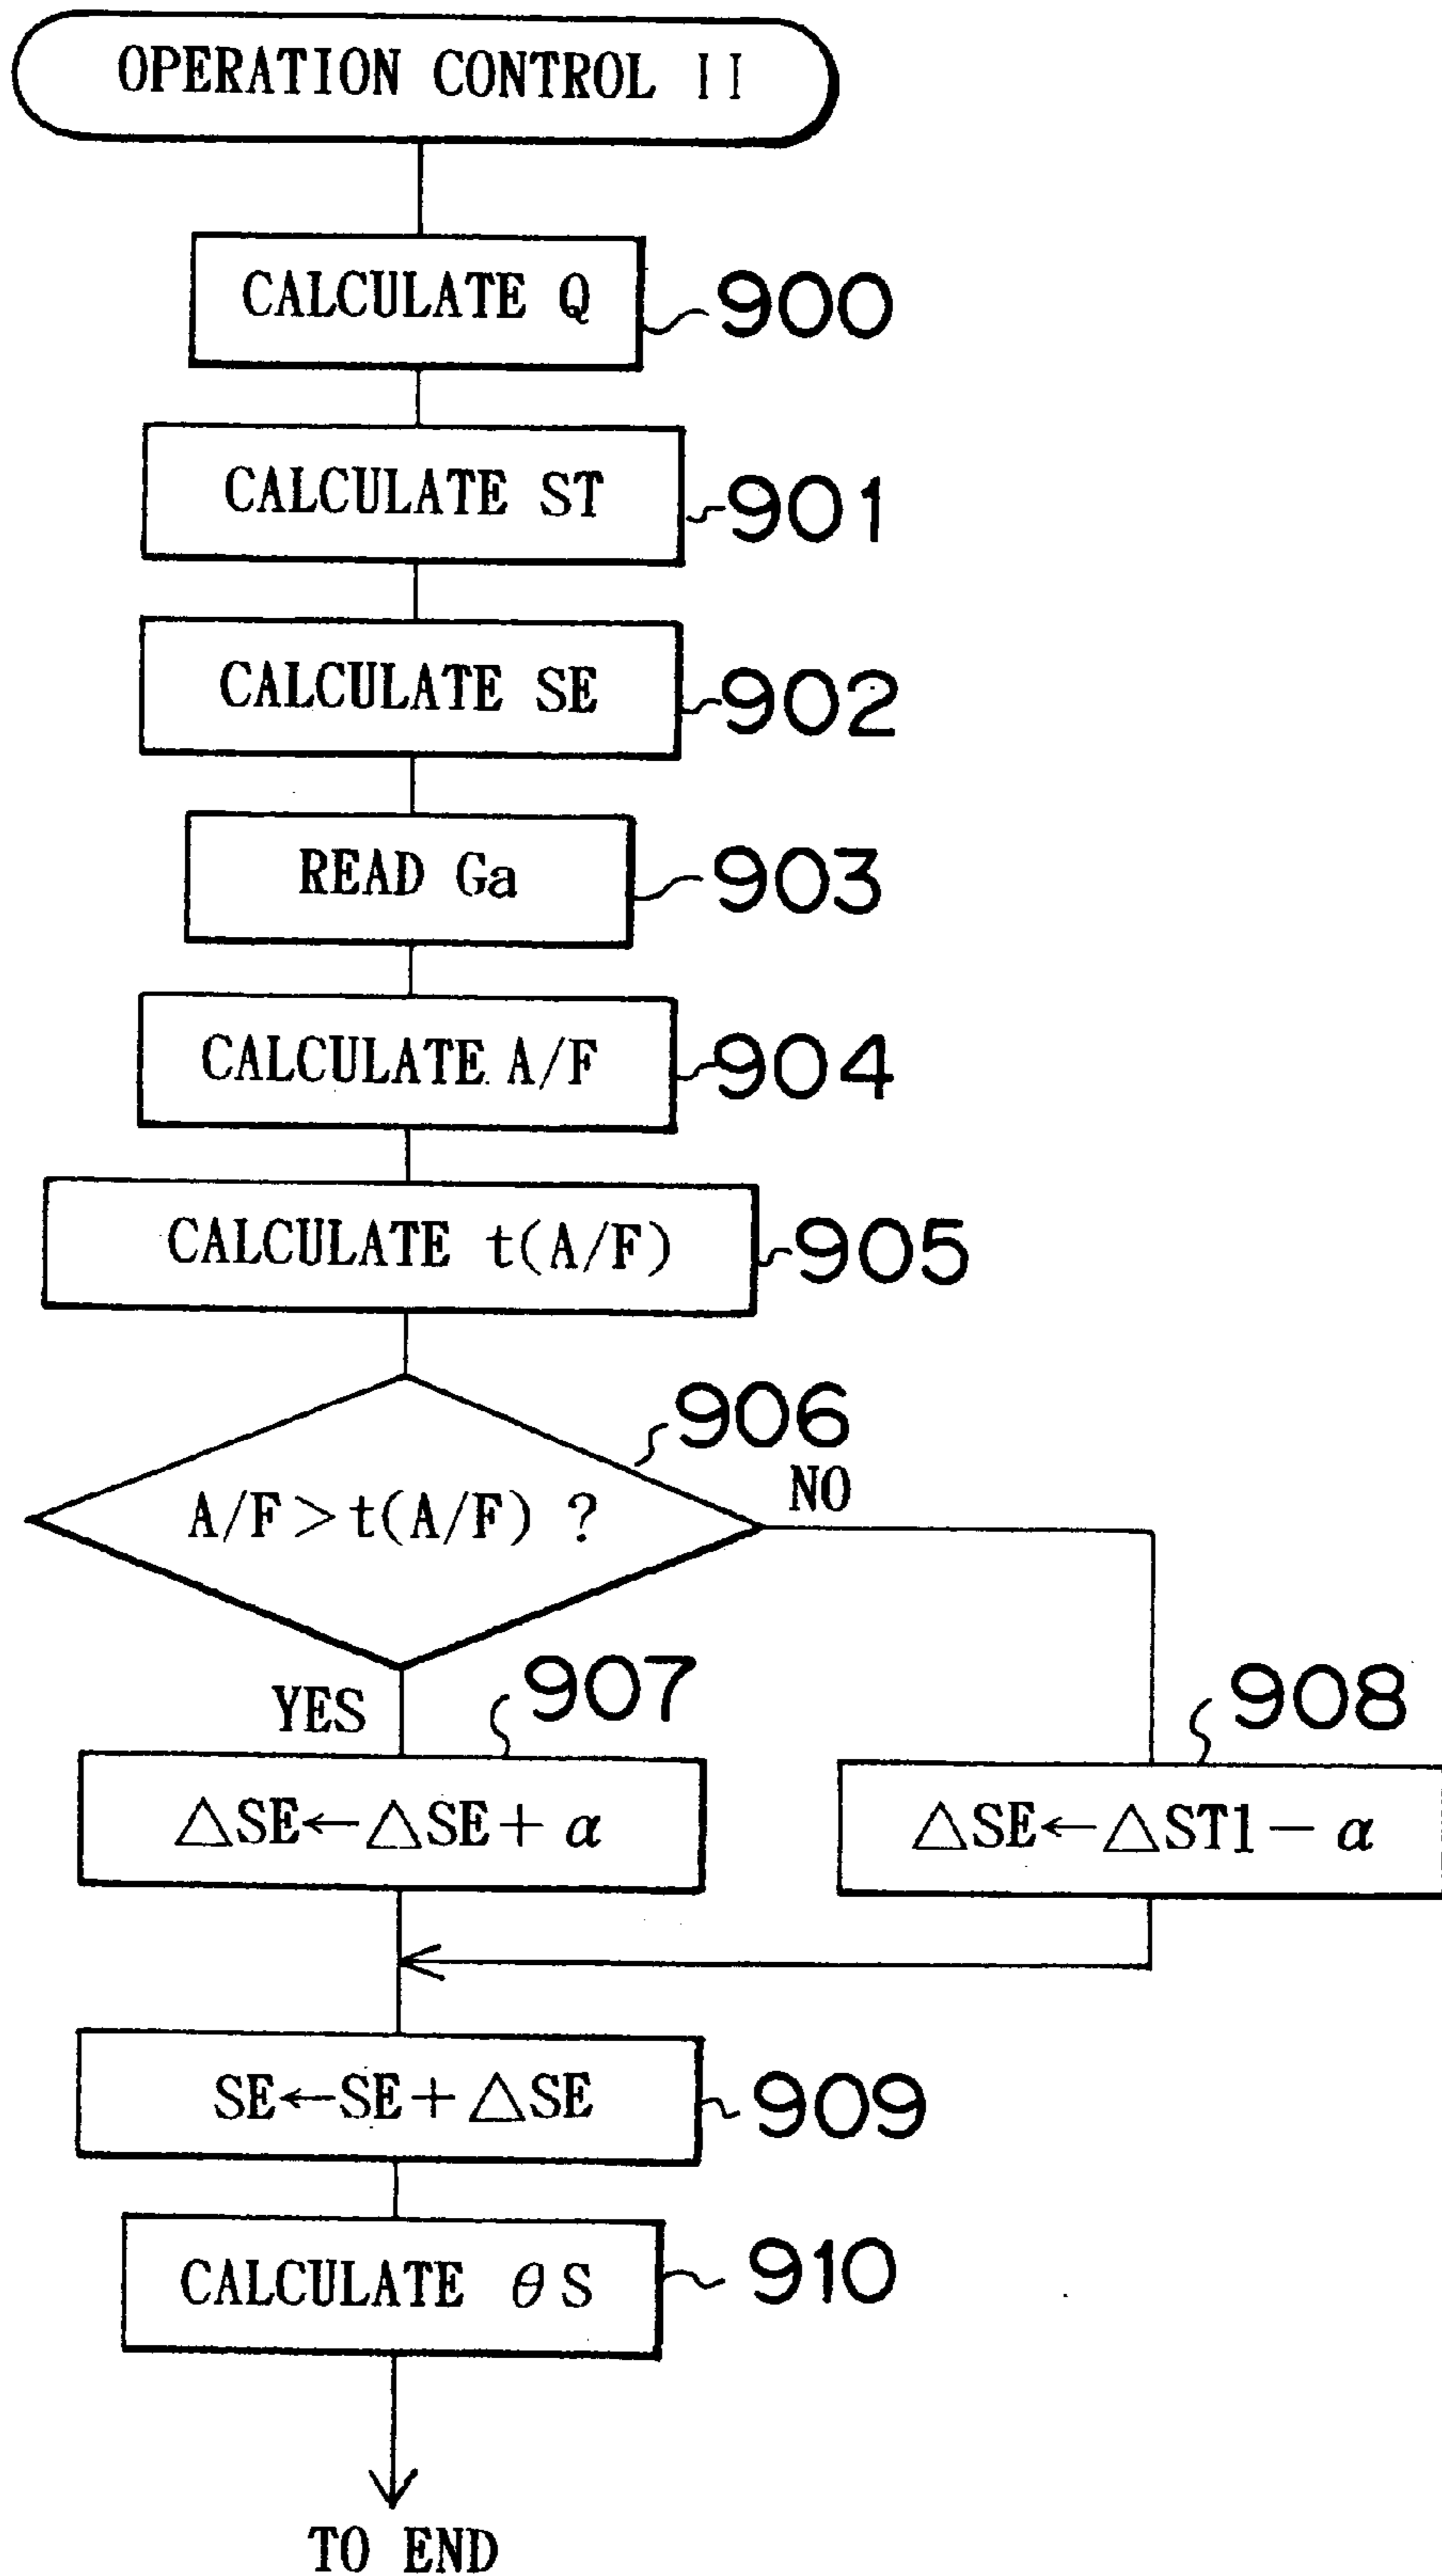 OPERATION CONTROL II
CALCULATE Q
900
CALCULATE ST
901
CALCULATE SE
902
READ Ga
903
CALCULATE A/F
904
CALCULATE t(A/F)
905
906
A/F>t(A/F) ?
NO
YES
907
908
△SE←△SE+α
△SE←△ST1-α
SE←SE+△SE
909
CALCULATE θS
910
TO END